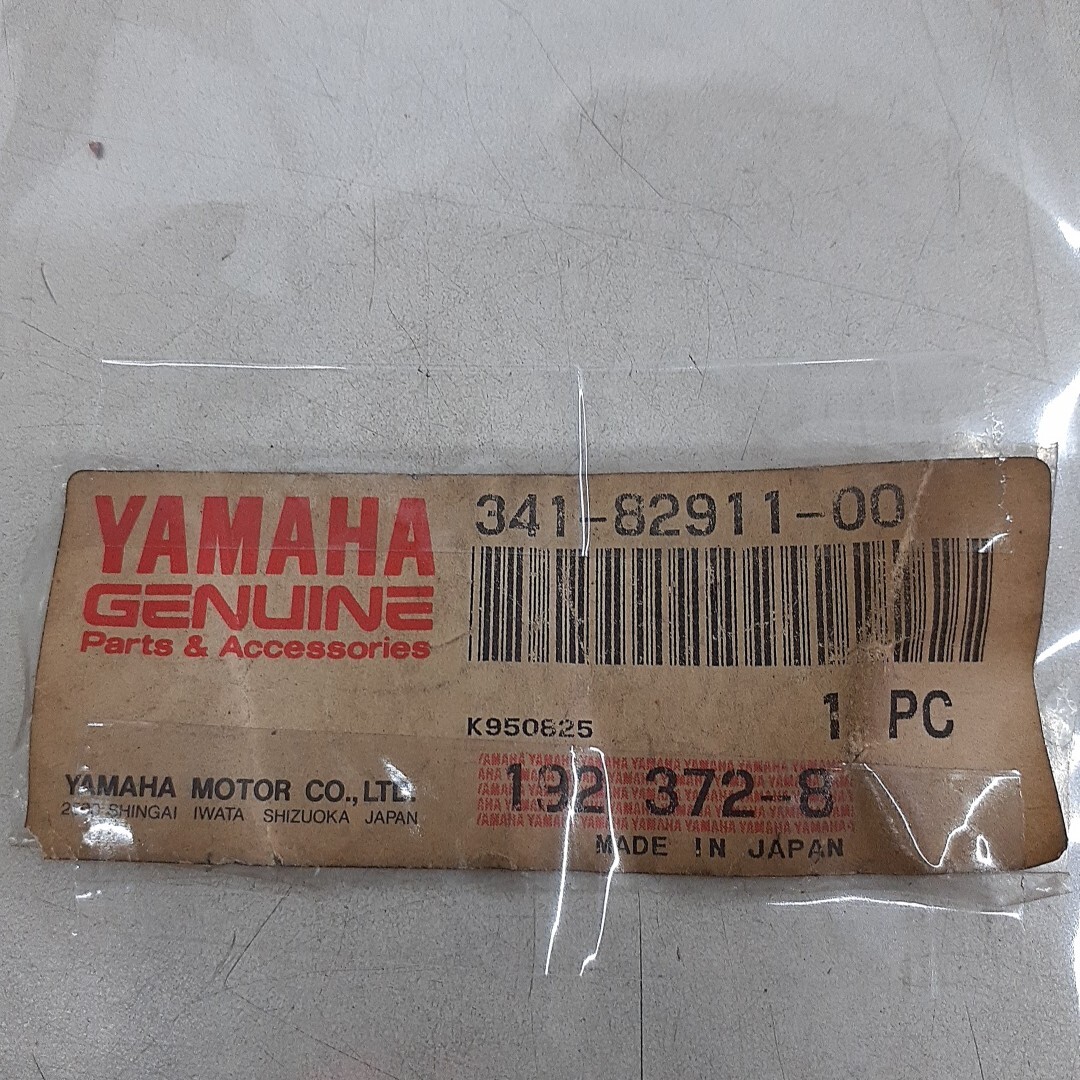 YAMAHA
GENUINE
Parts & Accessories
341-82911-00
1 PC
K950825
YAMAHA MOTOR CO., LTD.
SHINGAI IWATA SHIZUOKA JAPAN
192 372-8
MADE IN JAPAN